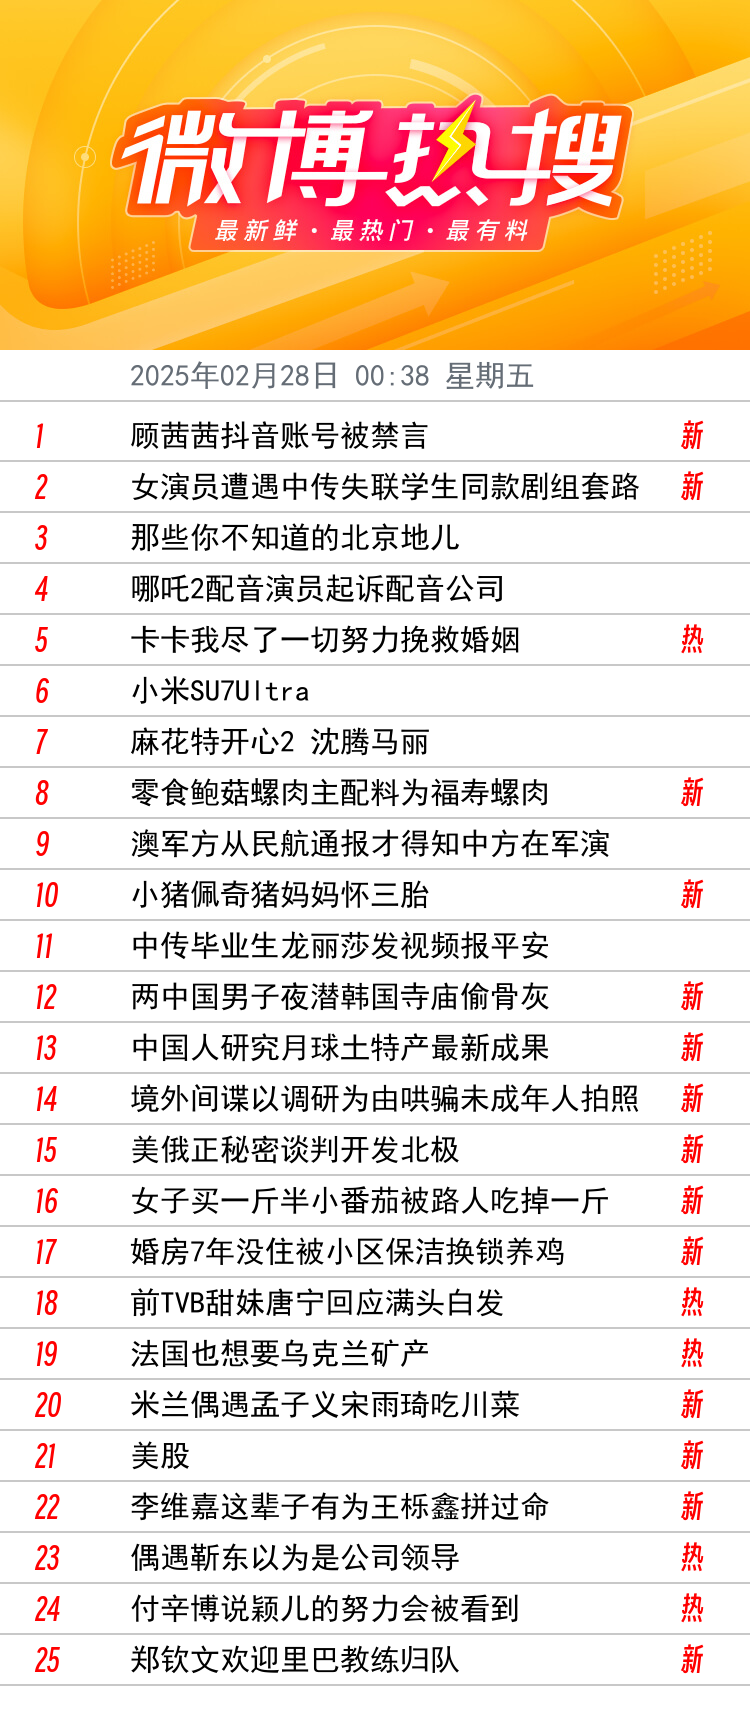 微博热搜
最新鲜·最热门·最有料
2025年02月28日 00:38 星期五
1 顾茜茜抖音账号被禁言 新
2 女演员遭遇中传失联学生同款剧组套路 新
3 那些你不知道的北京地儿
4 哪吒2配音演员起诉配音公司
5 卡卡我尽了一切努力挽救婚姻 热
6 小米SU7Ultra
7 麻花特开心2 沈腾马丽
8 零食鲍菇螺肉主配料为福寿螺肉 新
9 澳军方从民航通报才得知中方在军演
10 小猪佩奇猪妈妈怀三胎 新
11 中传毕业生龙丽莎发视频报平安
12 两中国男子夜潜韩国寺庙偷骨灰 新
13 中国人研究月球土特产最新成果 新
14 境外间谍以调研为由哄骗未成年人拍照 新
15 美俄正秘密谈判开发北极 新
16 女子买一斤半小番茄被路人吃掉一斤 新
17 婚房7年没住被小区保洁换锁养鸡 新
18 前TVB甜妹唐宁回应满头白发 热
19 法国也想要乌克兰矿产 热
20 米兰偶遇孟子义宋雨琦吃川菜 新
21 美股 新
22 李维嘉这辈子有为王栎鑫拼过命 新
23 偶遇靳东以为是公司领导 热
24 付辛博说颖儿的努力会被看到 热
25 郑钦文欢迎里巴教练归队 新